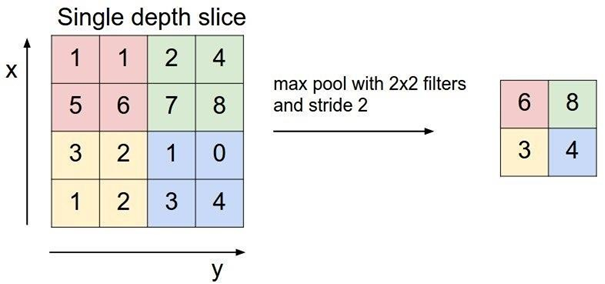 Single depth slice
x
1 1 2 4
5 6 7 8
3 2 1 0
1 2 3 4
y
max pool with 2x2 filters
and stride 2
6 8
3 4